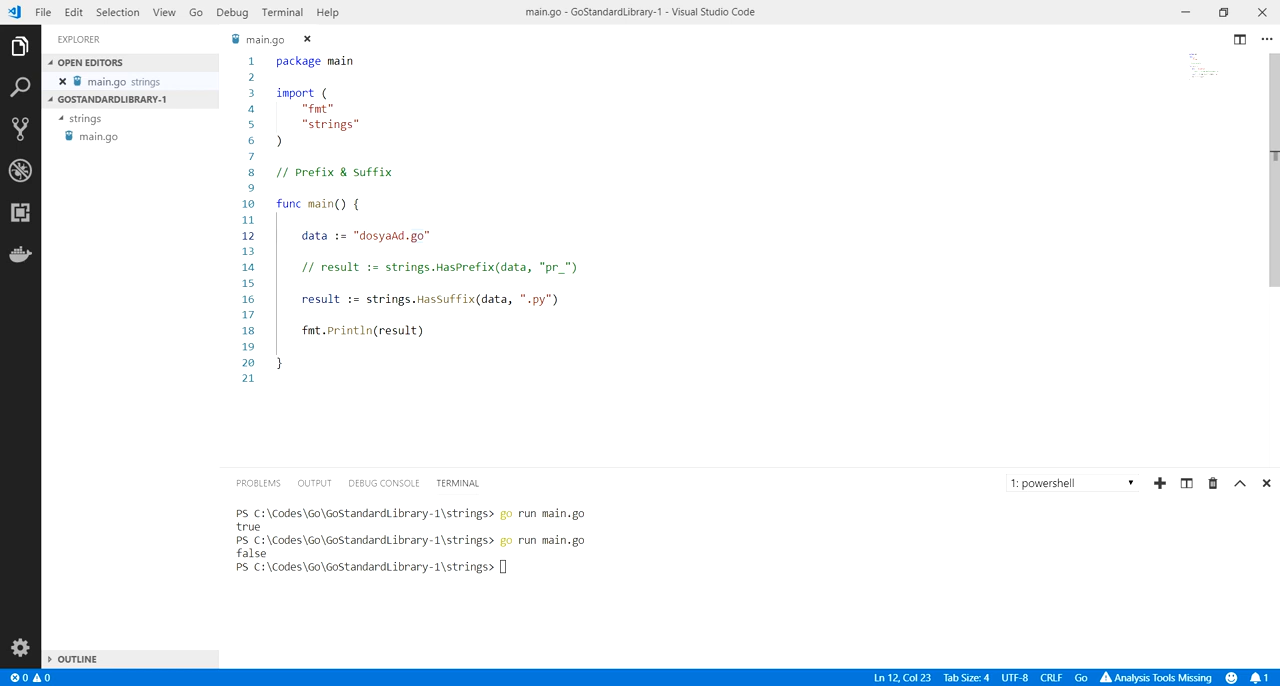 File Edit Selection View Go Debug Terminal Help main.go - GoStandardLibrary-1 - Visual Studio Code
EXPLORER
OPEN EDITORS
main.go strings
GOSTANDARDLIBRARY-1
strings
main.go
OUTLINE
main.go
1 package main
2
3 import (
4 "fmt"
5 "strings"
6 )
7
8 // Prefix & Suffix
9
10 func main() {
11
12 data := "dosyaAd.go"
13
14 // result := strings.HasPrefix(data, "pr_")
15
16 result := strings.HasSuffix(data, ".py")
17
18 fmt.Println(result)
19
20 }
21
PROBLEMS OUTPUT DEBUG CONSOLE TERMINAL 1: powershell
PS C:\Codes\Go\GoStandardLibrary-1\strings> go run main.go
true
PS C:\Codes\Go\GoStandardLibrary-1\strings> go run main.go
false
PS C:\Codes\Go\GoStandardLibrary-1\strings>
0 0 Ln 12, Col 23 Tab Size: 4 UTF-8 CRLF Go Analysis Tools Missing 1